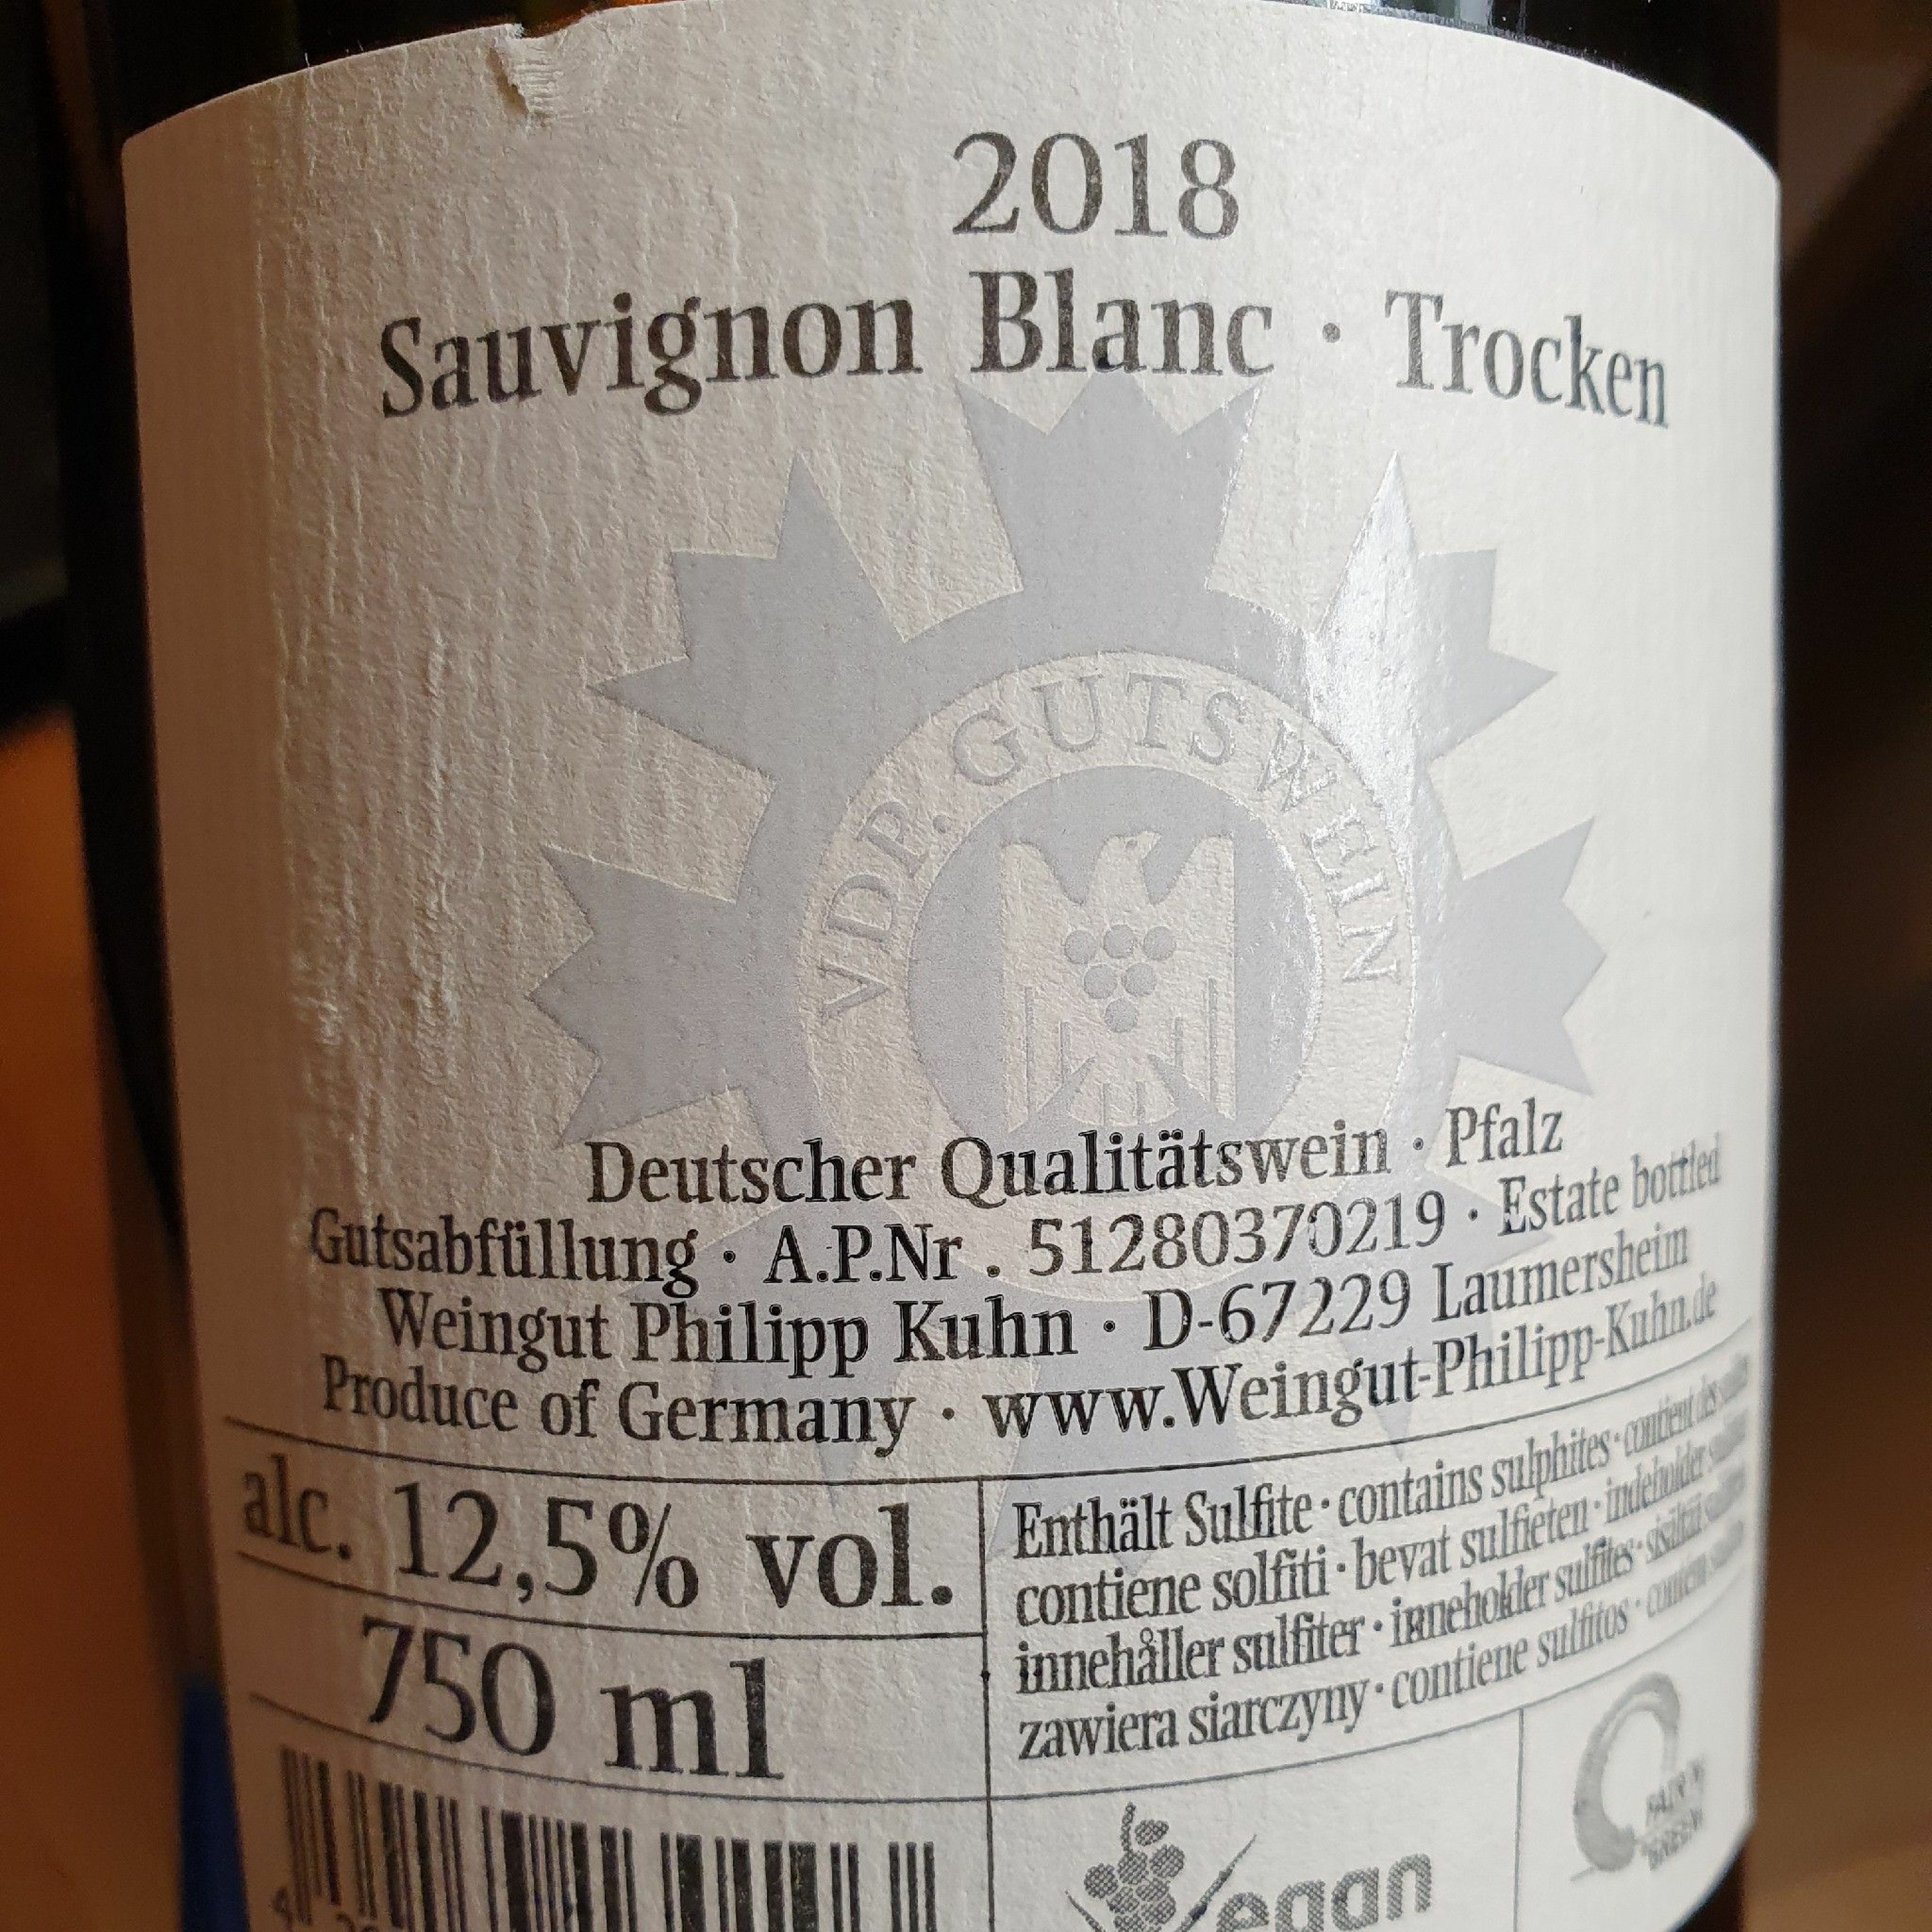 2018
Sauvignon Blanc · Trocken
VDP. GUTSWEIN
Deutscher Qualitätswein · Pfalz
Gutsabfüllung · A.P.Nr . 51280370219 · Estate bottled
Weingut Philipp Kuhn · D-67229 Laumersheim
Produce of Germany · www.Weingut-Philipp-Kuhn.de
alc. 12,5% vol.
750 ml
Enthält Sulfite · contains sulphites · contient des
contiene solfiti · bevat sulfieten · indeholder
innehåller sulfiter · inneholder sulfites ·
zawiera siarczyny · contiene sulfitos ·
Vegan